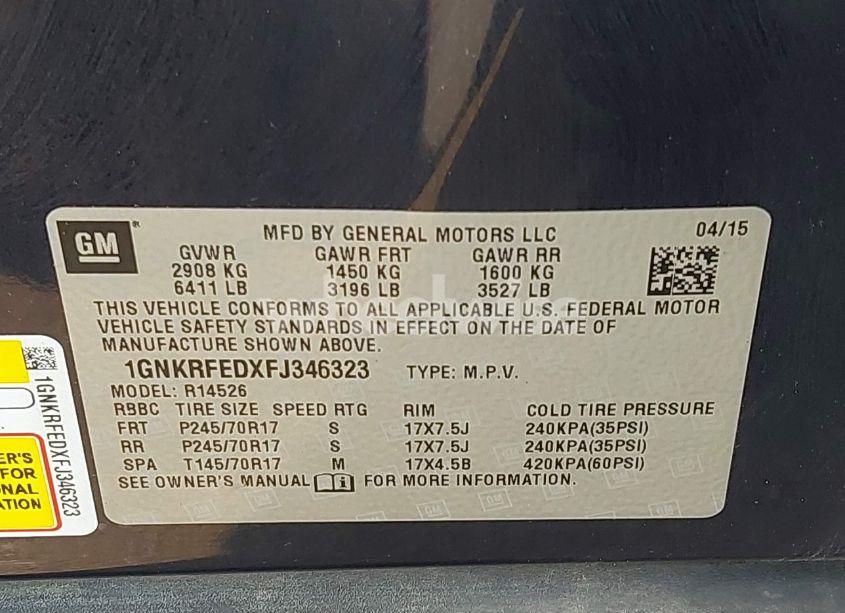 GM
MFD BY GENERAL MOTORS LLC 04/15
GVWR GAWR FRT GAWR RR
2908 KG 1450 KG 1600 KG
6411 LB 3196 LB 3527 LB
THIS VEHICLE CONFORMS TO ALL APPLICABLE U.S. FEDERAL MOTOR
VEHICLE SAFETY STANDARDS IN EFFECT ON THE DATE OF
MANUFACTURE SHOWN ABOVE.
1GNKRFEDXFJ346323 TYPE: M.P.V.
MODEL: R14526
RBBC TIRE SIZE SPEED RTG RIM COLD TIRE PRESSURE
FRT P245/70R17 S 17X7.5J 240KPA(35PSI)
RR P245/70R17 S 17X7.5J 240KPA(35PSI)
SPA T145/70R17 M 17X4.5B 420KPA(60PSI)
SEE OWNER'S MANUAL FOR MORE INFORMATION.
1GNKRFEDXFJ346323
ER'S
FOR
ONAL
ATION